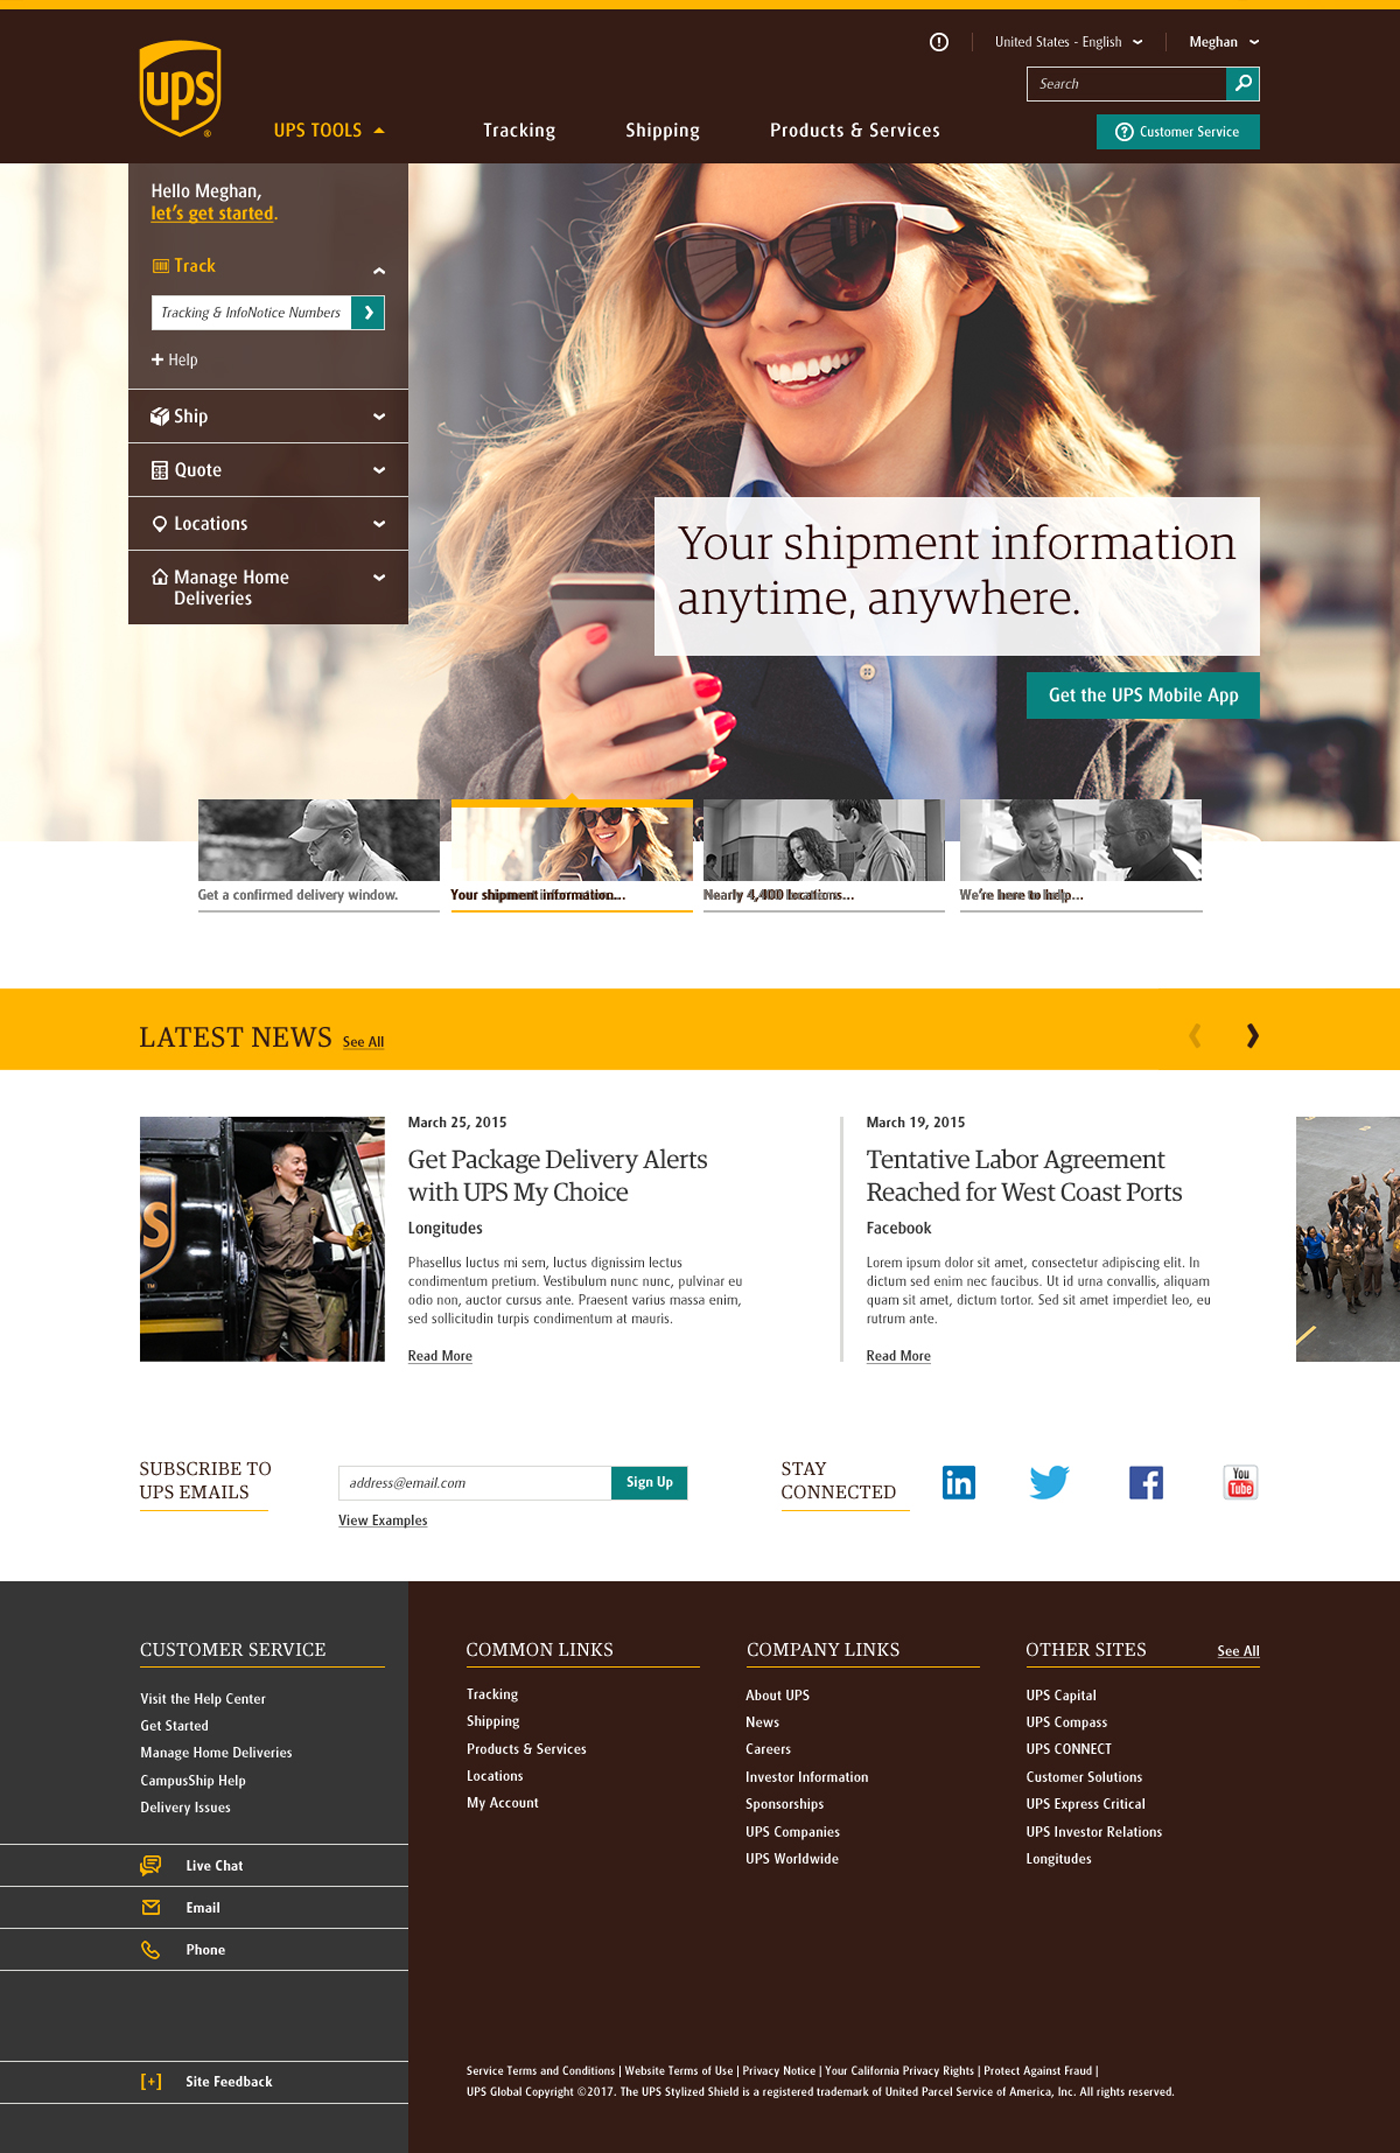 United States - English
Meghan
ups
®
Search
UPS TOOLS
Tracking
Shipping
Products & Services
Customer Service
Hello Meghan,
let's get started.
Track
Tracking & InfoNotice Numbers
Help
Ship
Quote
Locations
Manage Home
Deliveries
Your shipment information
anytime, anywhere.
Get the UPS Mobile App
Get a confirmed delivery window.
Your shipment information...
Nearly 4,400 locations...
We're here to help...
LATEST NEWS See All
March 25, 2015
Get Package Delivery Alerts
with UPS My Choice
Longitudes
Phasellus luctus mi sem, luctus dignissim lectus
condimentum pretium. Vestibulum nunc nunc, pulvinar eu
odio non, auctor cursus ante. Praesent varius massa enim,
sed sollicitudin turpis condimentum at mauris.
Read More
March 19, 2015
Tentative Labor Agreement
Reached for West Coast Ports
Facebook
Lorem ipsum dolor sit amet, consectetur adipiscing elit. In
dictum sed enim nec faucibus. Ut id urna convallis, aliquam
quam sit amet, dictum tortor. Sed sit amet imperdiet leo, eu
rutrum ante.
Read More
SUBSCRIBE TO
UPS EMAILS
address@email.com
Sign Up
View Examples
STAY
CONNECTED
in
You
Tube
CUSTOMER SERVICE
Visit the Help Center
Get Started
Manage Home Deliveries
CampusShip Help
Delivery Issues
Live Chat
Email
Phone
Site Feedback
COMMON LINKS
Tracking
Shipping
Products & Services
Locations
My Account
COMPANY LINKS
About UPS
News
Careers
Investor Information
Sponsorships
UPS Companies
UPS Worldwide
OTHER SITES
See All
UPS Capital
UPS Compass
UPS CONNECT
Customer Solutions
UPS Express Critical
UPS Investor Relations
Longitudes
Service Terms and Conditions | Website Terms of Use | Privacy Notice | Your California Privacy Rights | Protect Against Fraud |
UPS Global Copyright ©2017. The UPS Stylized Shield is a registered trademark of United Parcel Service of America, Inc. All rights reserved.